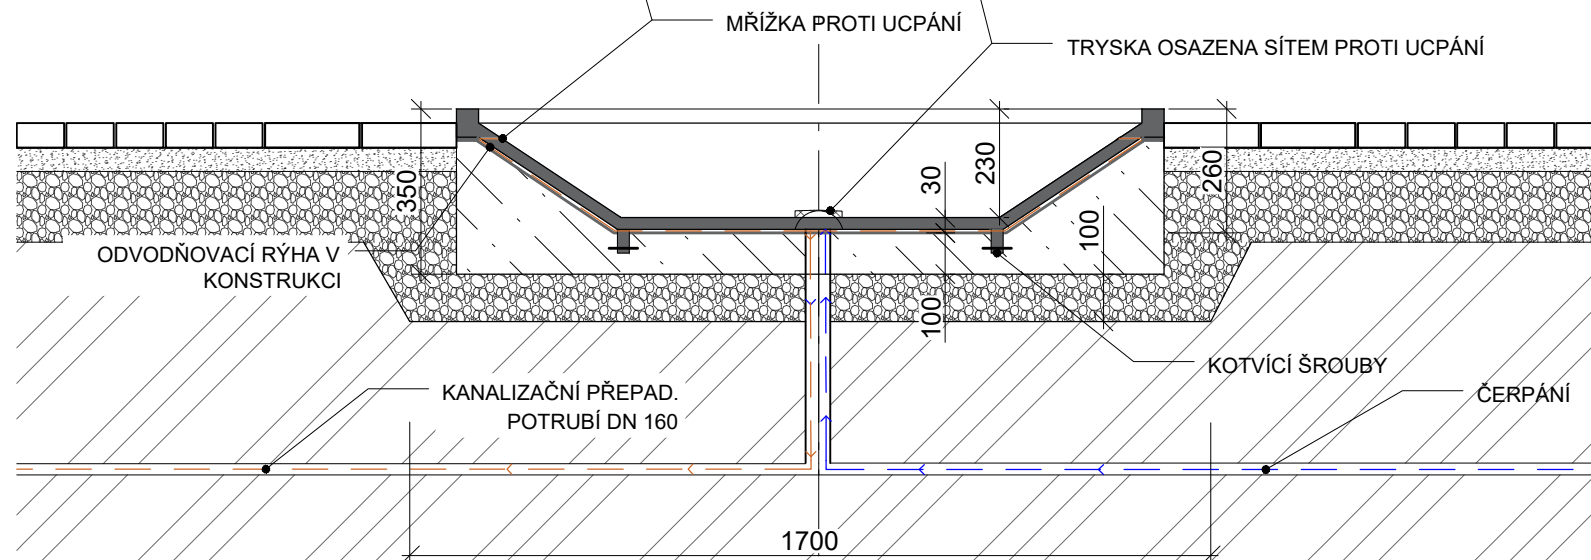 MŘÍŽKA PROTI UCPÁNÍ
TRYSKA OSAZENA SÍTEM PROTI UCPÁNÍ
350
30
230
260
100
ODVODŇOVACÍ RÝHA V
KONSTRUKCI
100
KOTVÍCÍ ŠROUBY
KANALIZAČNÍ PŘEPAD.
POTRUBÍ DN 160
ČERPÁNÍ
1700